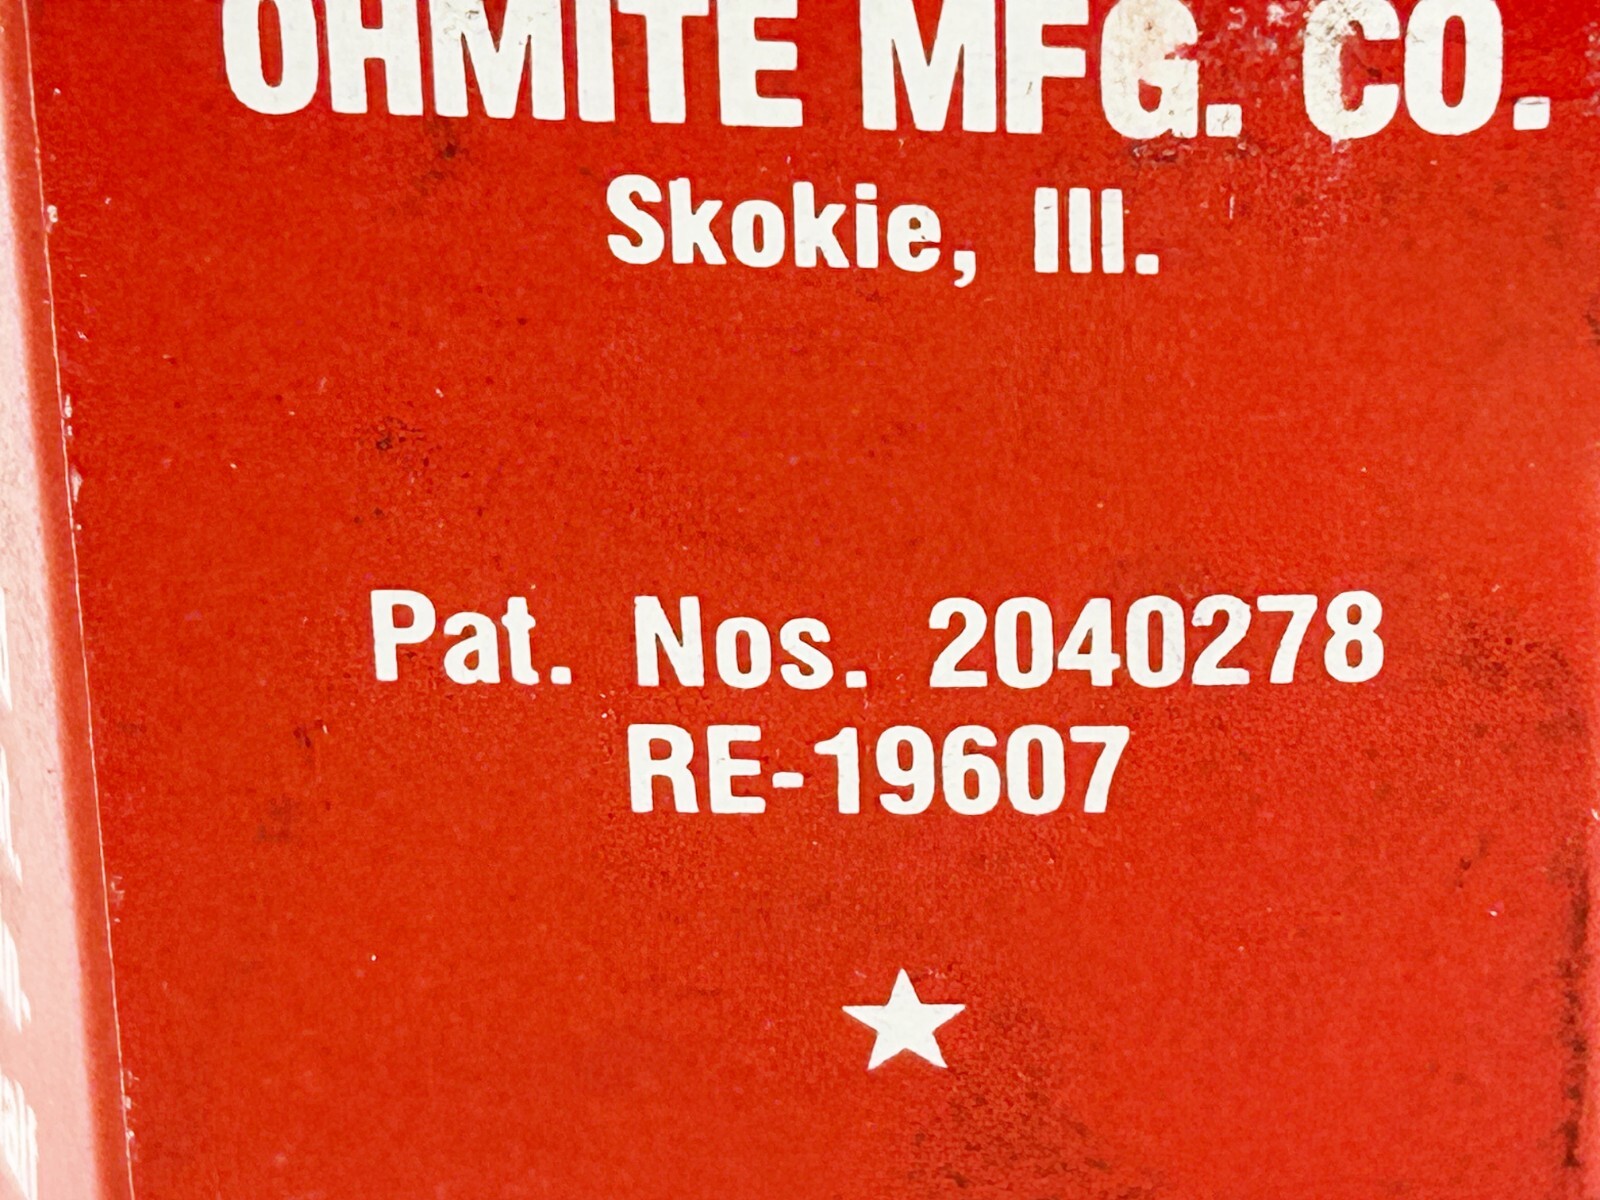 OHMITE MFG. CO.
Skokie, Ill.
Pat. Nos. 2040278
RE-19607